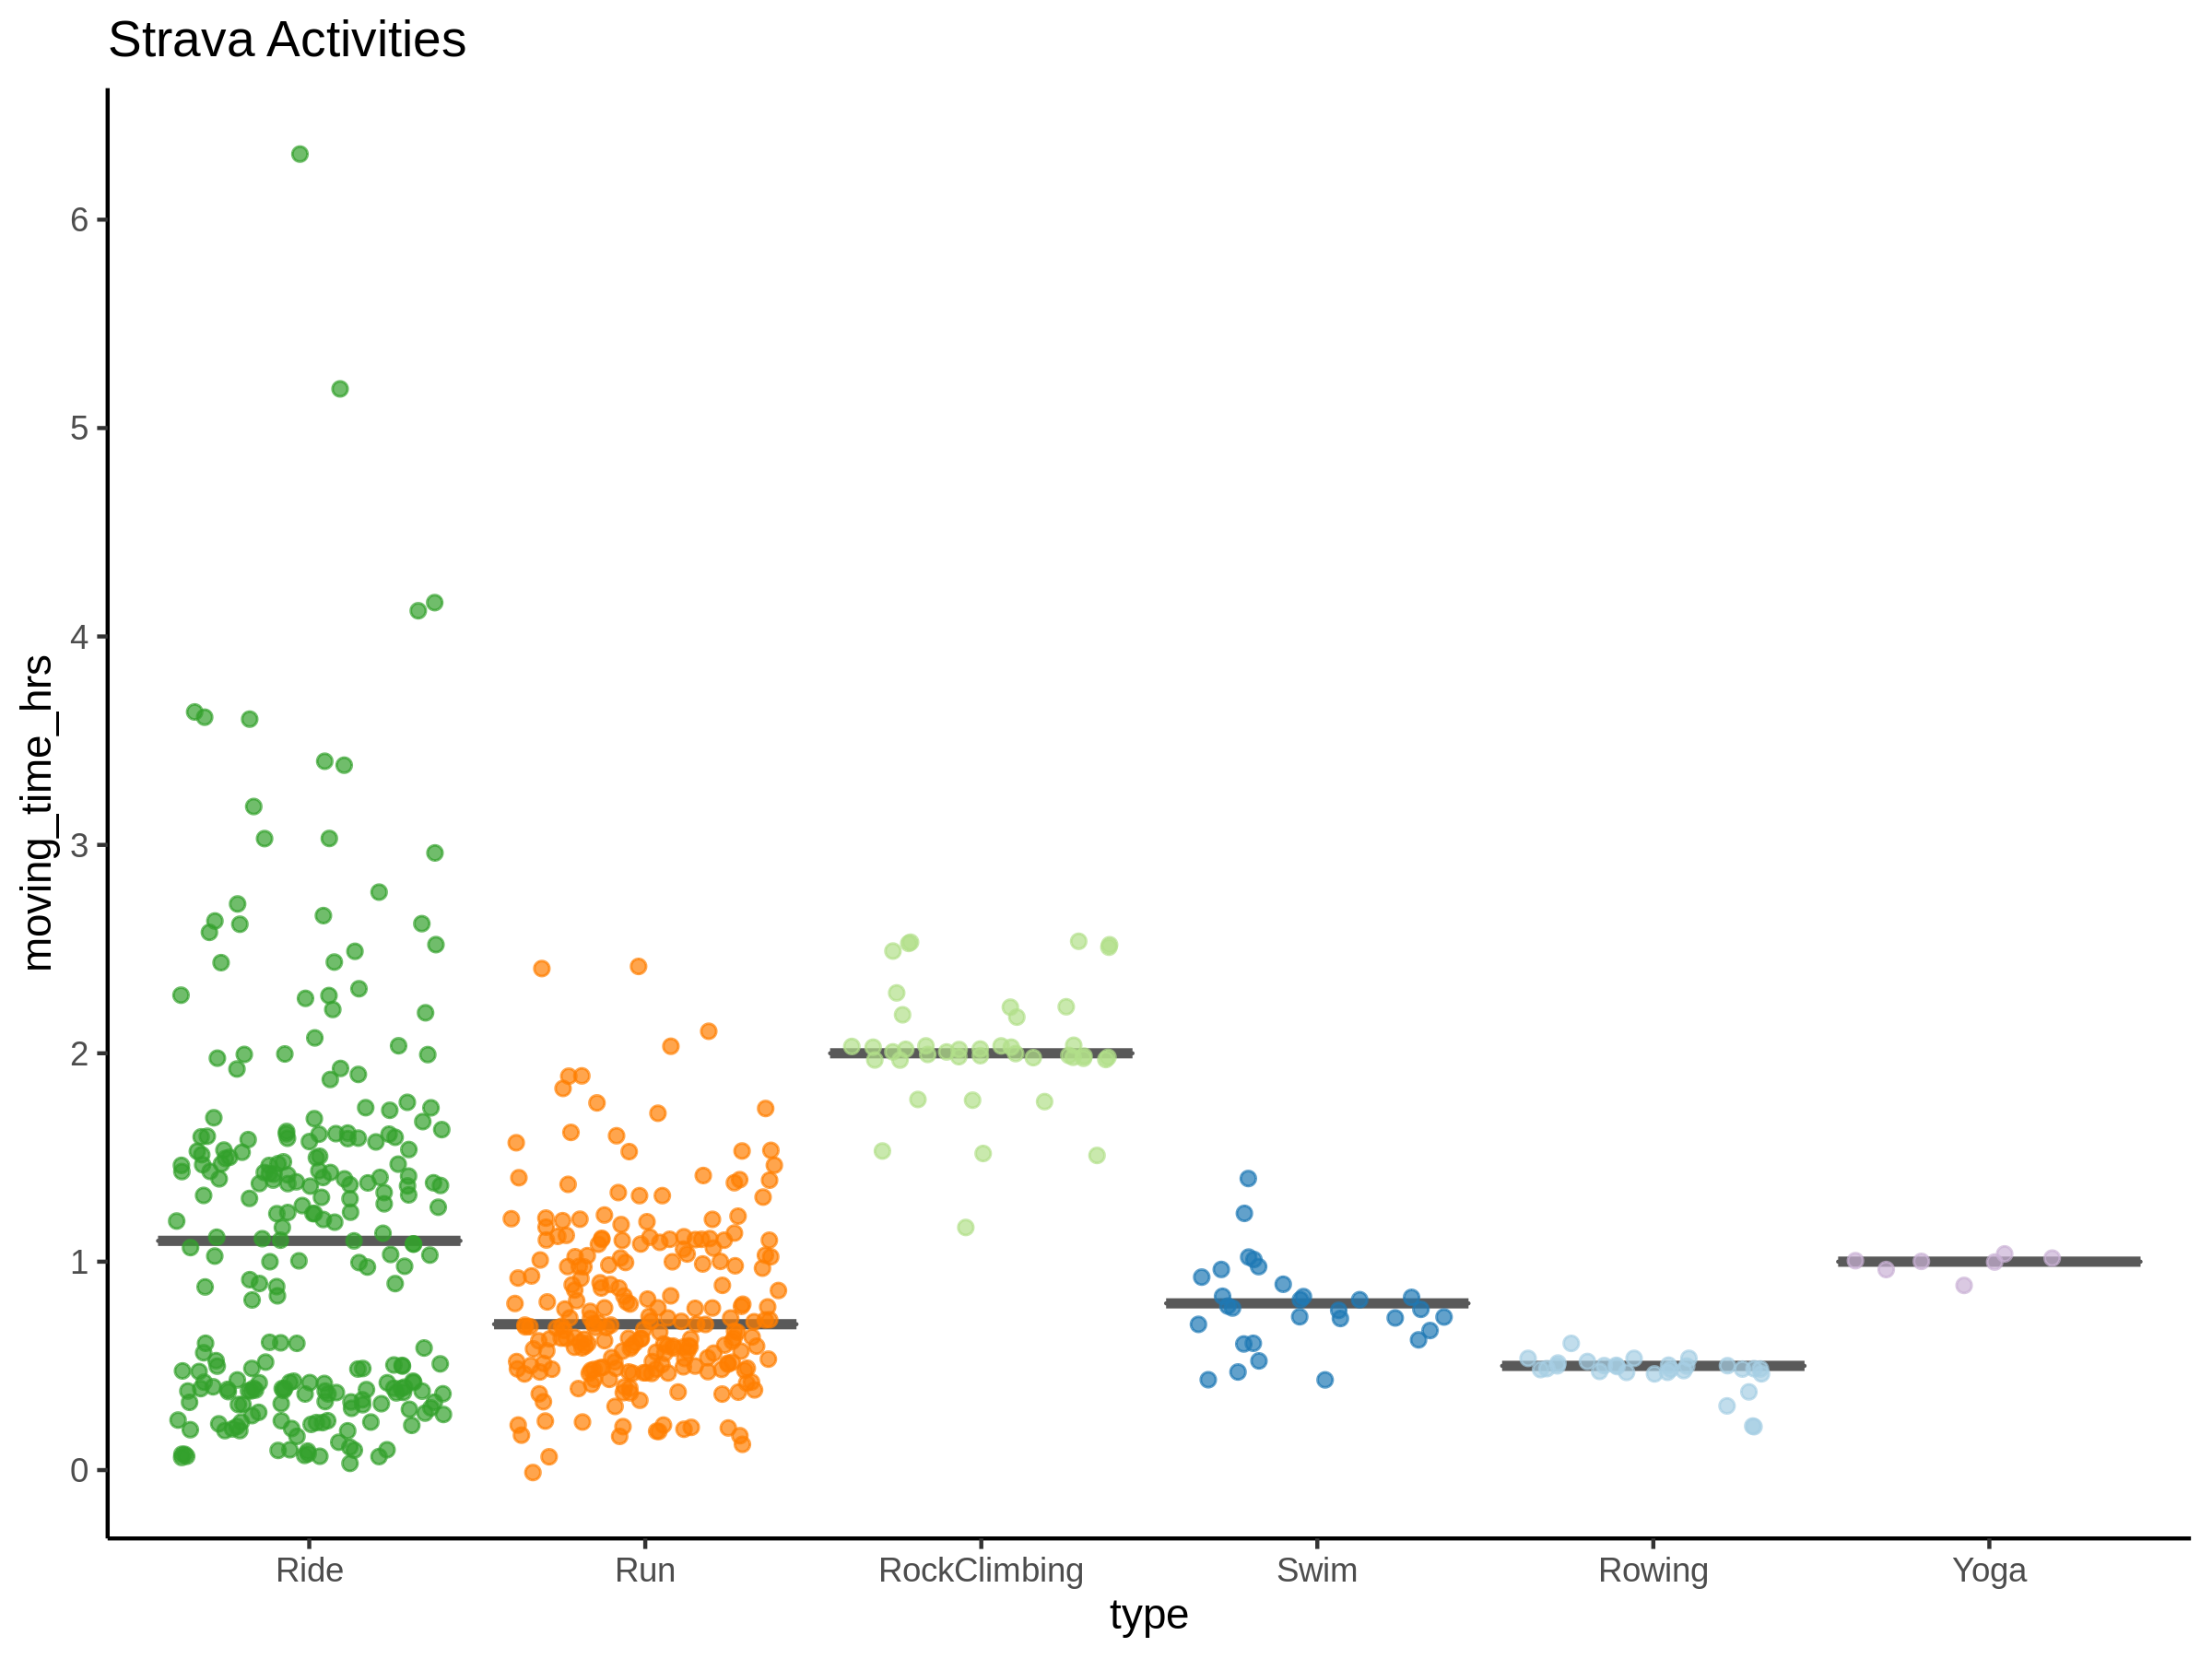 Strava Activities
moving_time_hrs
6
5
4
3
2
1
0
Ride Run RockClimbing Swim Rowing Yoga
type